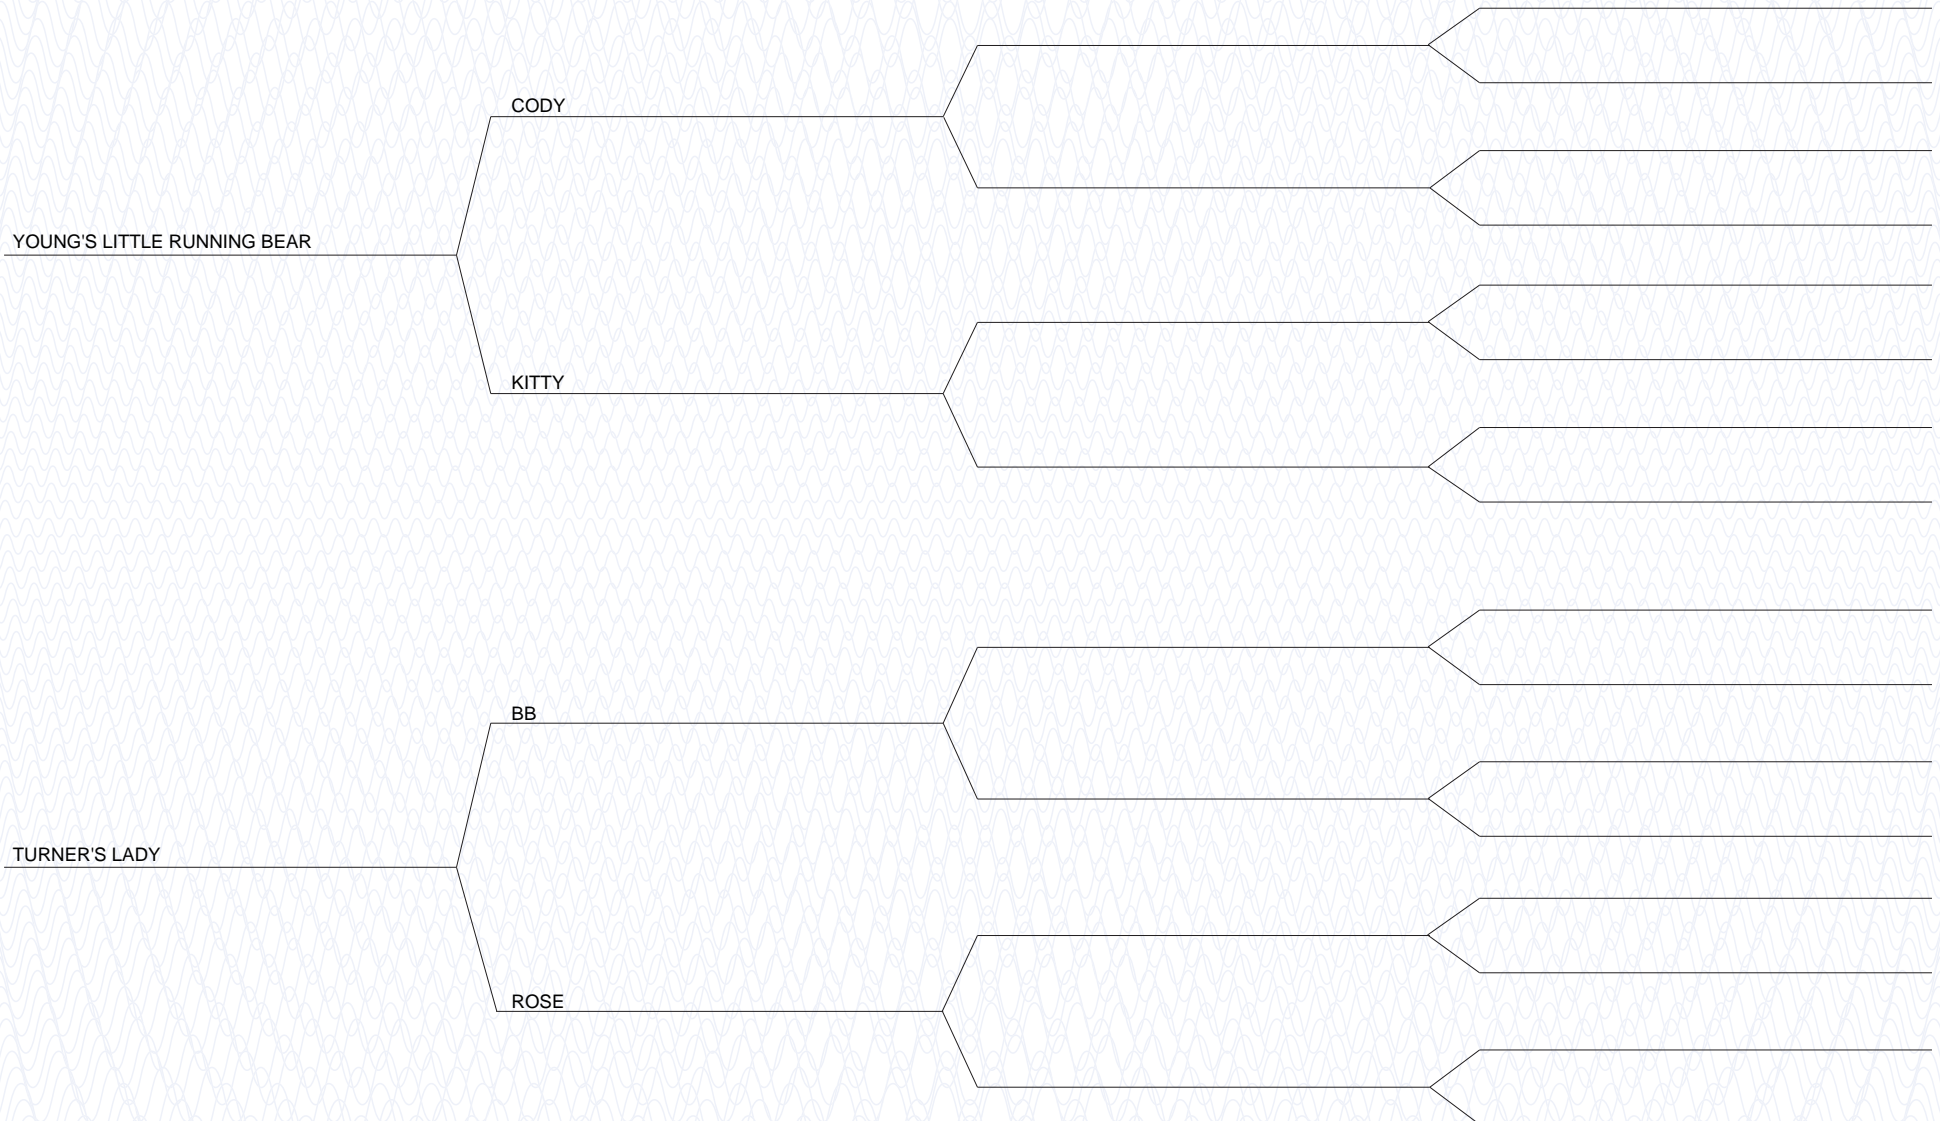 CODY
YOUNG'S LITTLE RUNNING BEAR
KITTY
BB
TURNER'S LADY
ROSE